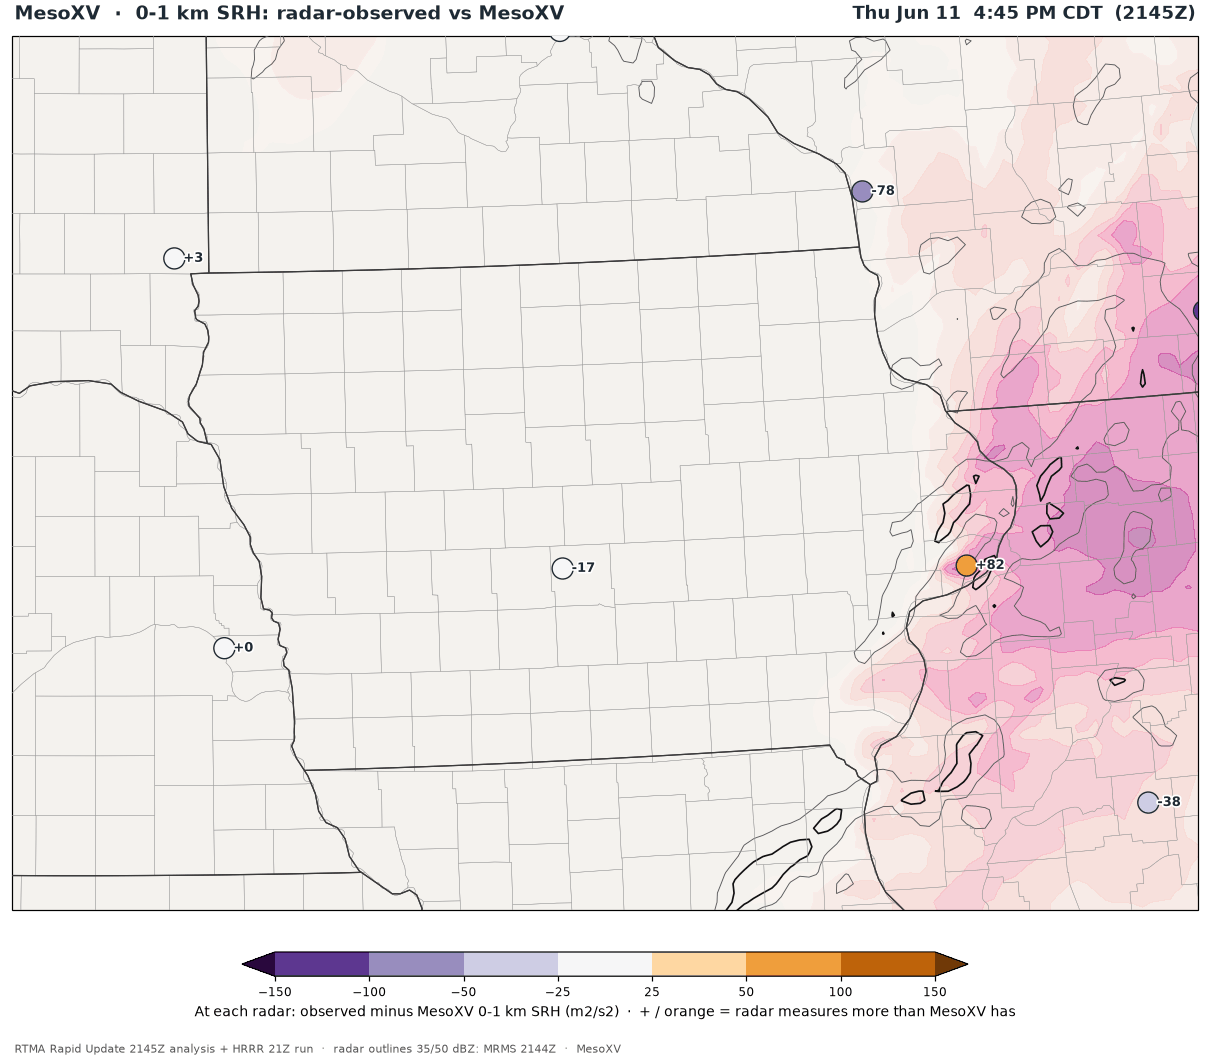 MesoXV · 0-1 km SRH: radar-observed vs MesoXV
Thu Jun 11 4:45 PM CDT (2145Z)
-78
+3
+82
-17
+0
-38
−150 −100 −50 −25 25 50 100 150
At each radar: observed minus MesoXV 0-1 km SRH (m2/s2) · + / orange = radar measures more than MesoXV has
RTMA Rapid Update 2145Z analysis + HRRR 21Z run · radar outlines 35/50 dBZ: MRMS 2144Z · MesoXV